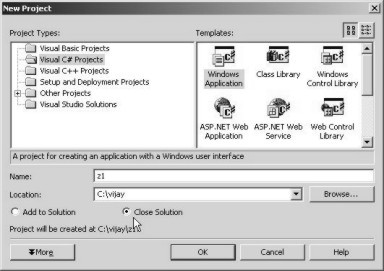 New Project
Project Types:
Templates:
Visual Basic Projects
Visual C# Projects
Visual C++ Projects
Setup and Deployment Projects
Other Projects
Visual Studio Solutions
Windows Application
Class Library
Windows Control Library
ASP.NET Web Application
ASP.NET Web Service
Web Control Library
A project for creating an application with a Windows user interface
Name:
z1
Location:
C:\vijay
Browse...
Add to Solution
Close Solution
Project will be created at C:\vijay\z1\
More
OK
Cancel
Help